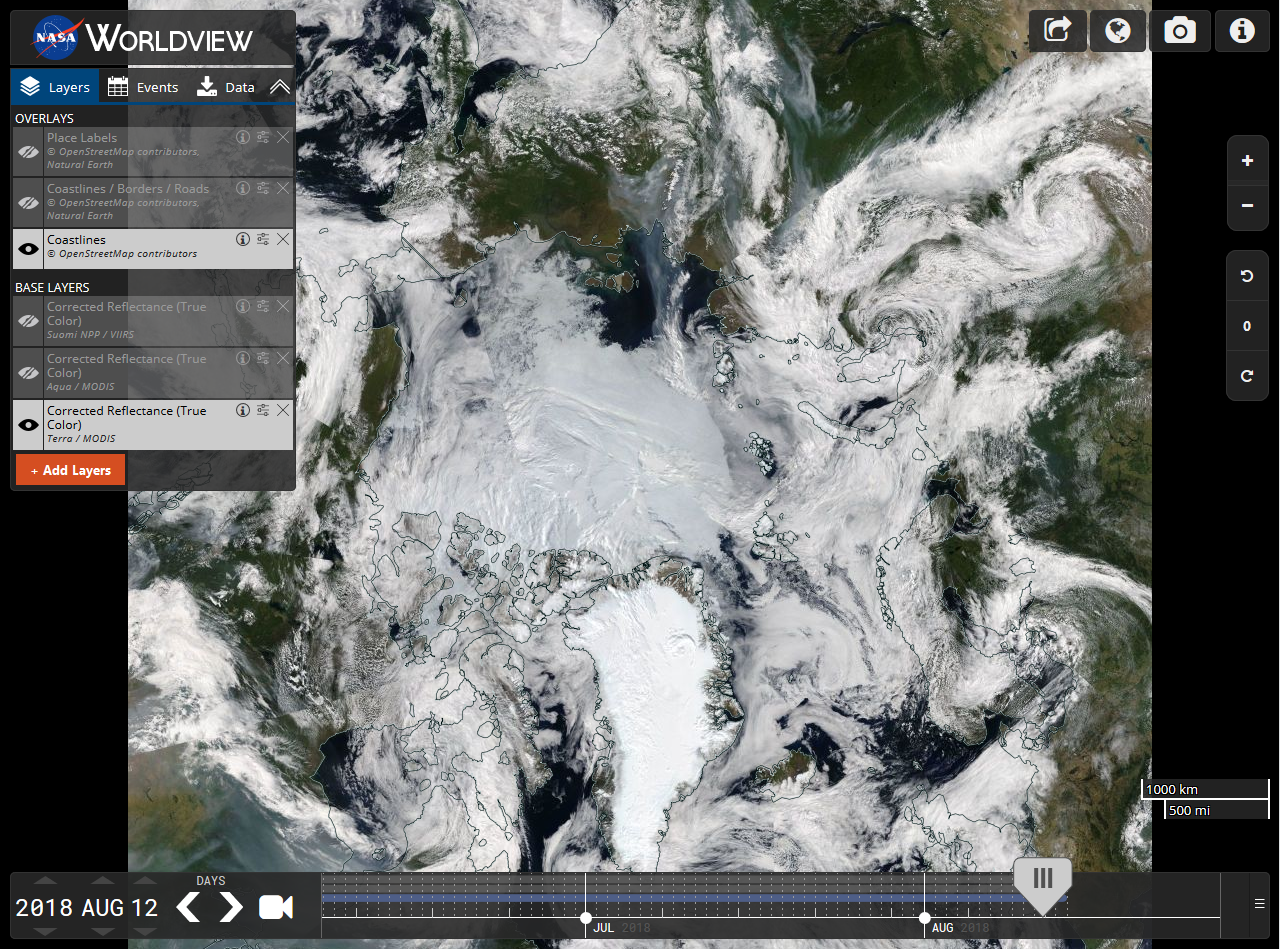 NASA WORLDVIEW
Layers
Events
Data
OVERLAYS
Place Labels
© OpenStreetMap contributors,
Natural Earth
Coastlines / Borders / Roads
© OpenStreetMap contributors,
Natural Earth
Coastlines
© OpenStreetMap contributors
BASE LAYERS
Corrected Reflectance (True
Color)
Suomi NPP / VIIRS
Corrected Reflectance (True
Color)
Aqua / MODIS
Corrected Reflectance (True
Color)
Terra / MODIS
+ Add Layers
+
−
0
1000 km
500 mi
DAYS
2018 AUG 12
JUL 2018
AUG 2018